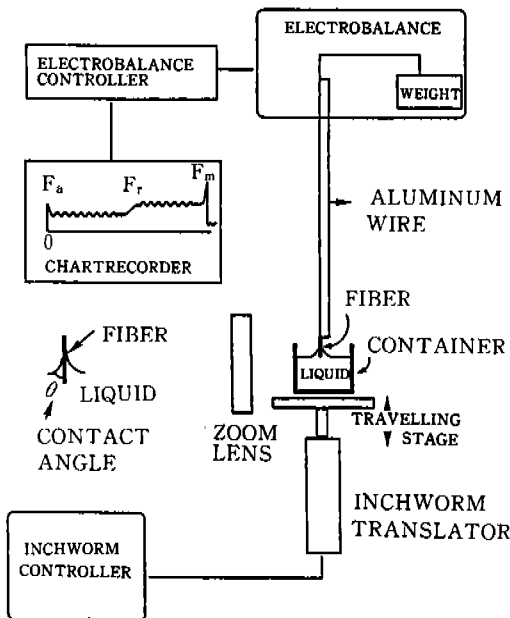 ELECTROBALANCE
ELECTROBALANCE
CONTROLLER
WEIGHT
Fa
Fr
Fm
0
CHARTRECORDER
ALUMINUM
WIRE
FIBER
CONTAINER
LIQUID
FIBER
θ
LIQUID
CONTACT
ANGLE
ZOOM
LENS
TRAVELLING
STAGE
INCHWORM
TRANSLATOR
INCHWORM
CONTROLLER